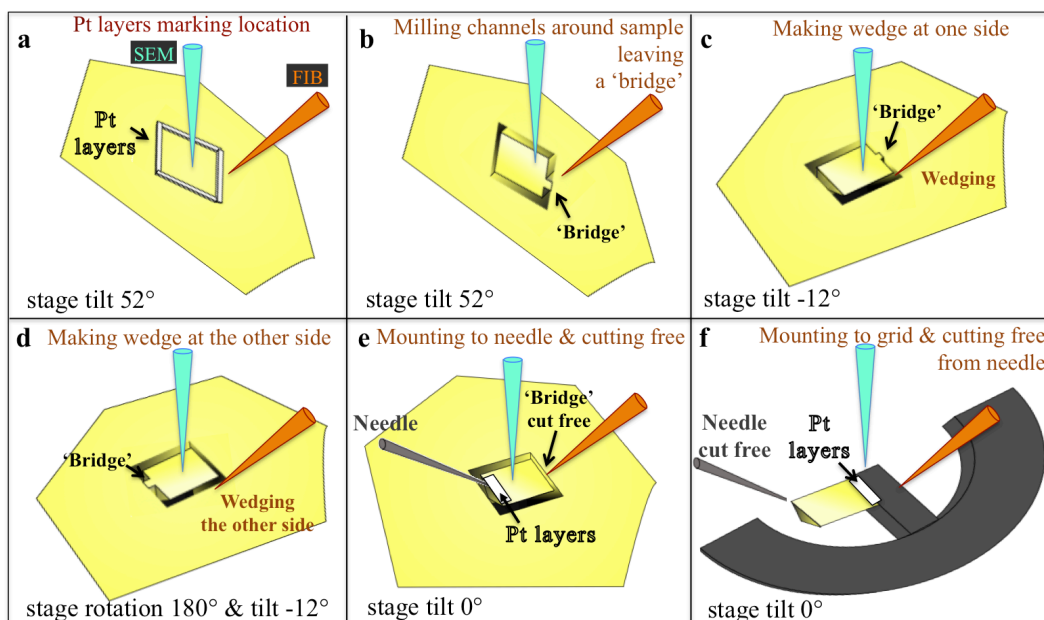 a
Pt layers marking location
SEM
FIB
Pt
layers
stage tilt 52°
b
Milling channels around sample
leaving
a ‘bridge’
‘Bridge’
stage tilt 52°
c
Making wedge at one side
‘Bridge’
Wedging
stage tilt -12°
d
Making wedge at the other side
‘Bridge’
Wedging
the other side
stage rotation 180° & tilt -12°
e
Mounting to needle & cutting free
‘Bridge’
cut free
Needle
Pt layers
stage tilt 0°
f
Mounting to grid & cutting free
from needle
Pt
layers
Needle
cut free
stage tilt 0°